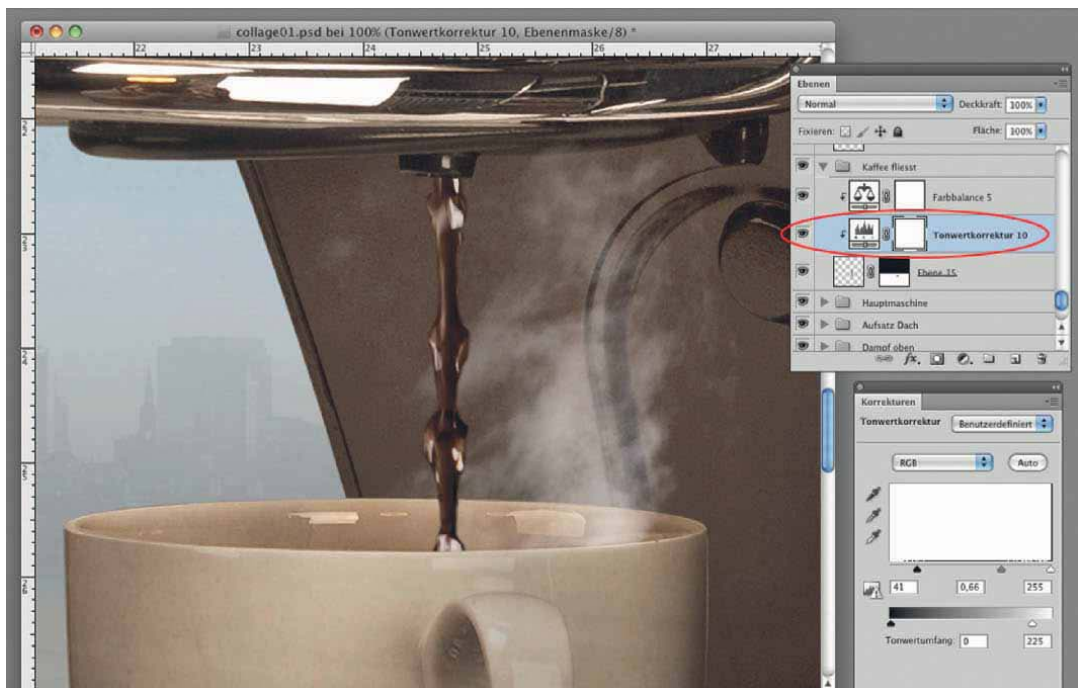 collage01.psd bei 100% (Tonwertkorrektur 10, Ebenenmaske/8) *
22 23 24 25 26 27
Ebenen
Normal Deckkraft: 100%
Fixieren: Fläche: 100%
Kaffee fliesst
Farbbalance 5
Tonwertkorrektur 10
Ebene 15
Hauptmaschine
Aufsatz Dach
Dampf oben
fx.
Korrekturen
Tonwertkorrektur Benutzerdefiniert
RGB Auto
41 0,66 255
Tonwertumfang: 0 225